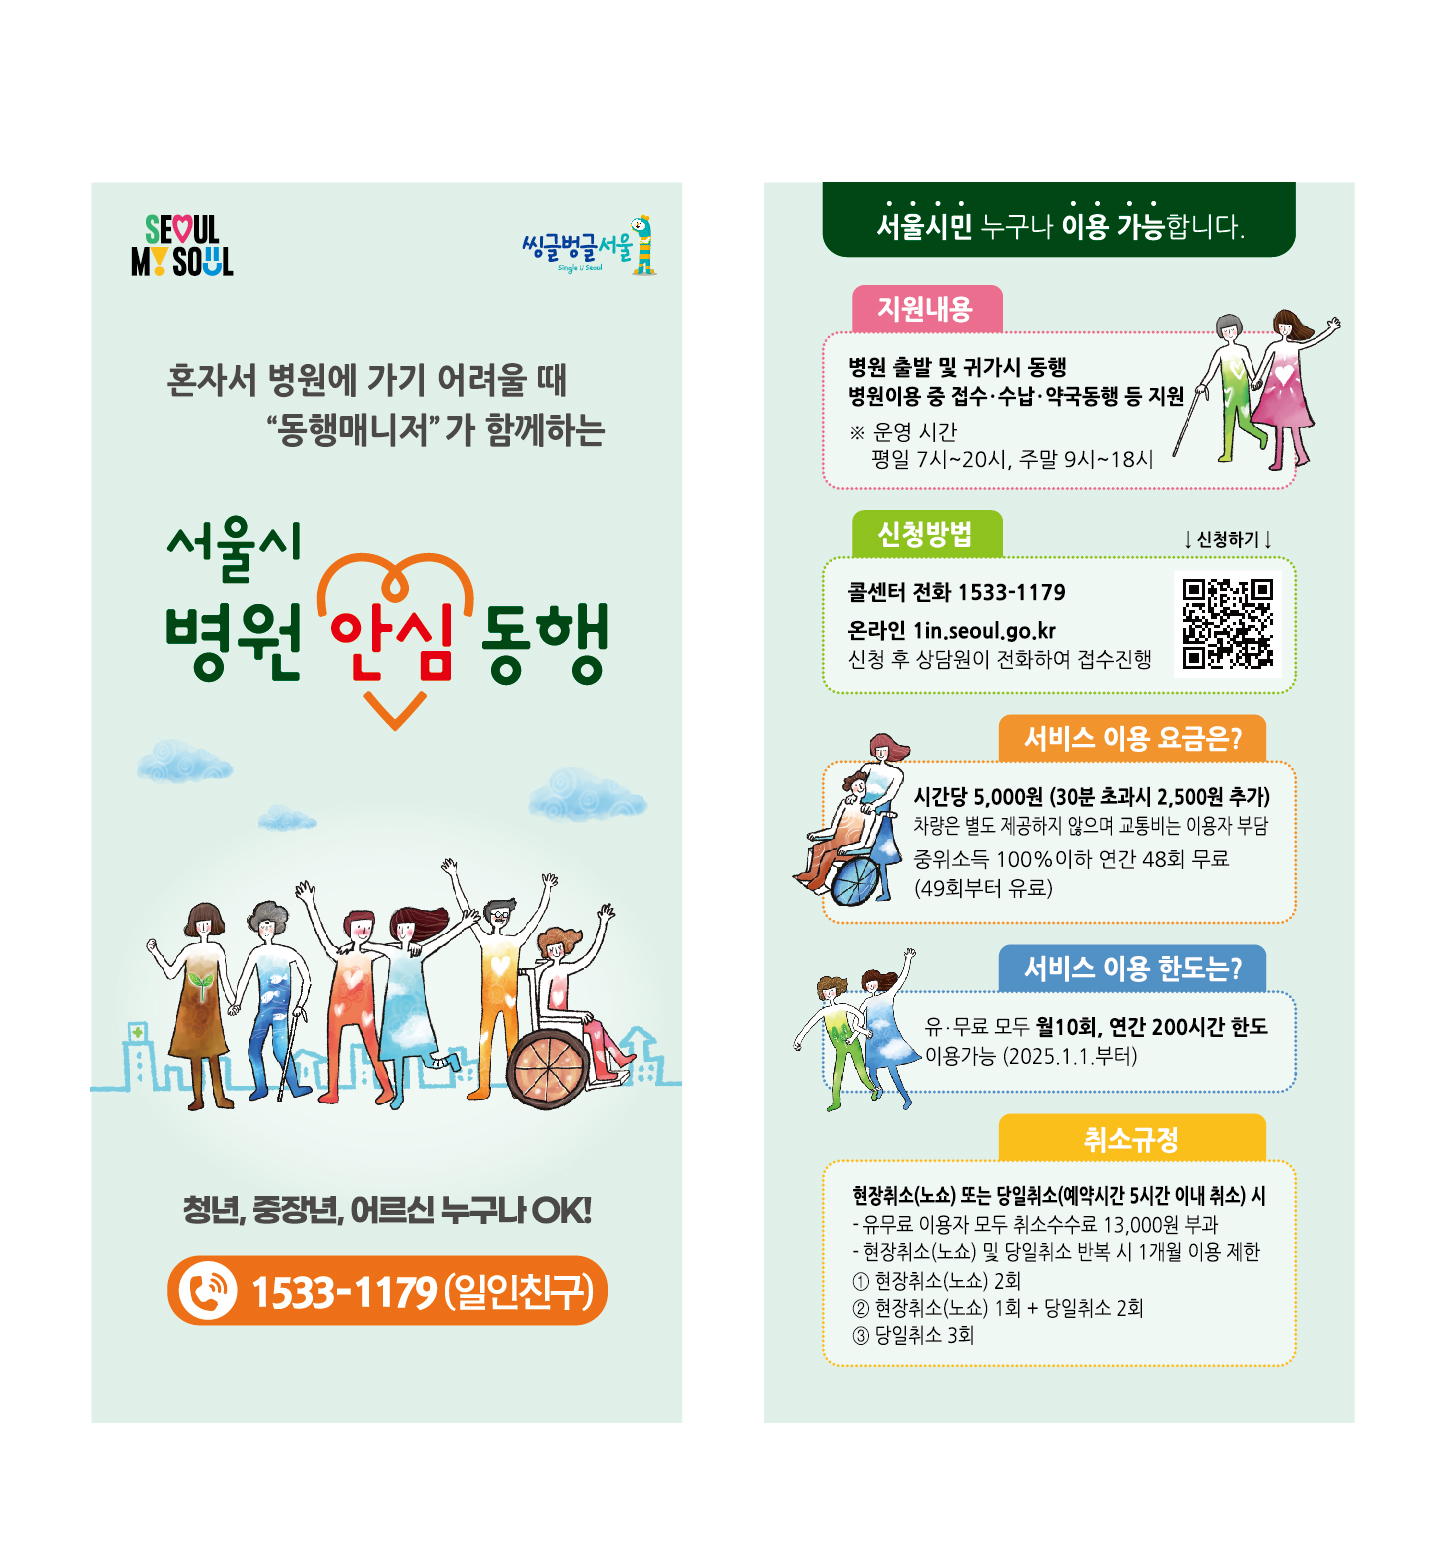 SEOUL
MY SOUL
씽글벙글서울
Single 벙글 Seoul
혼자서 병원에 가기 어려울 때
“동행매니저”가 함께하는
서울시
병원 안심 동행
청년, 중장년, 어르신 누구나 OK!
1533-1179 (일인친구)
서울시민 누구나 이용 가능합니다.
지원내용
병원 출발 및 귀가시 동행
병원이용 중 접수·수납·약국동행 등 지원
※ 운영 시간
평일 7시~20시, 주말 9시~18시
신청방법
↓신청하기↓
콜센터 전화 1533-1179
온라인 1in.seoul.go.kr
신청 후 상담원이 전화하여 접수진행
서비스 이용 요금은?
시간당 5,000원 (30분 초과시 2,500원 추가)
차량은 별도 제공하지 않으며 교통비는 이용자 부담
중위소득 100%이하 연간 48회 무료
(49회부터 유료)
서비스 이용 한도는?
유·무료 모두 월10회, 연간 200시간 한도
이용가능 (2025.1.1.부터)
취소규정
현장취소(노쇼) 또는 당일취소(예약시간 5시간 이내 취소) 시
- 유무료 이용자 모두 취소수수료 13,000원 부과
- 현장취소(노쇼) 및 당일취소 반복 시 1개월 이용 제한
① 현장취소(노쇼) 2회
② 현장취소(노쇼) 1회 + 당일취소 2회
③ 당일취소 3회